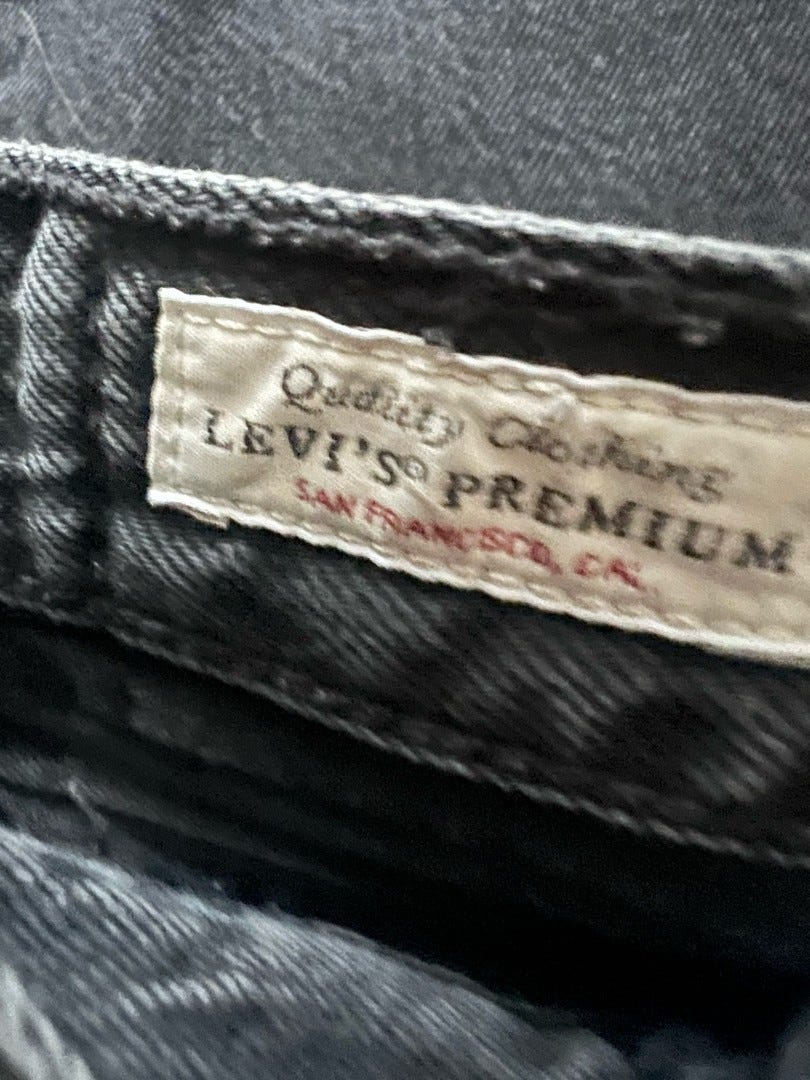 Quality Clothing
LEVI'S® PREMIUM
SAN FRANCISCO, CA.